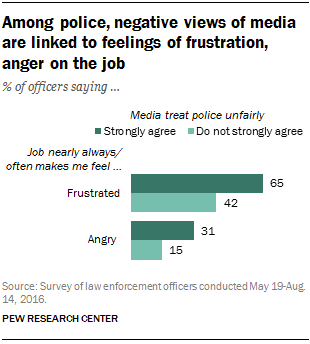 Among police, negative views of media
are linked to feelings of frustration,
anger on the job
% of officers saying ...
Media treat police unfairly
Strongly agree Do not strongly agree
Job nearly always/
often makes me feel ...
Frustrated 65
42
Angry 31
15
Source: Survey of law enforcement officers conducted May 19-Aug.
14, 2016.
PEW RESEARCH CENTER